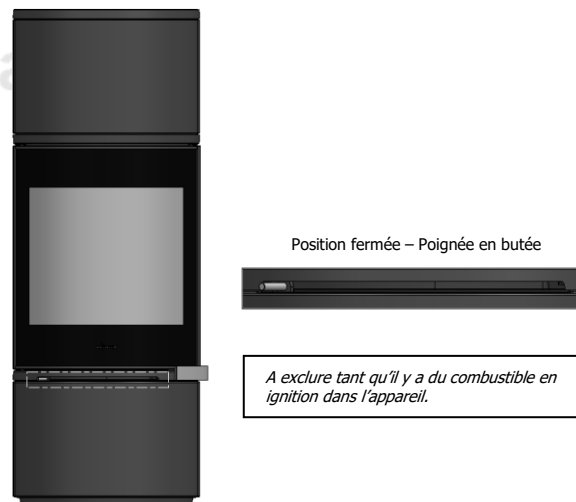 Position fermée – Poignée en butée
A exclure tant qu'il y a du combustible en
ignition dans l'appareil.